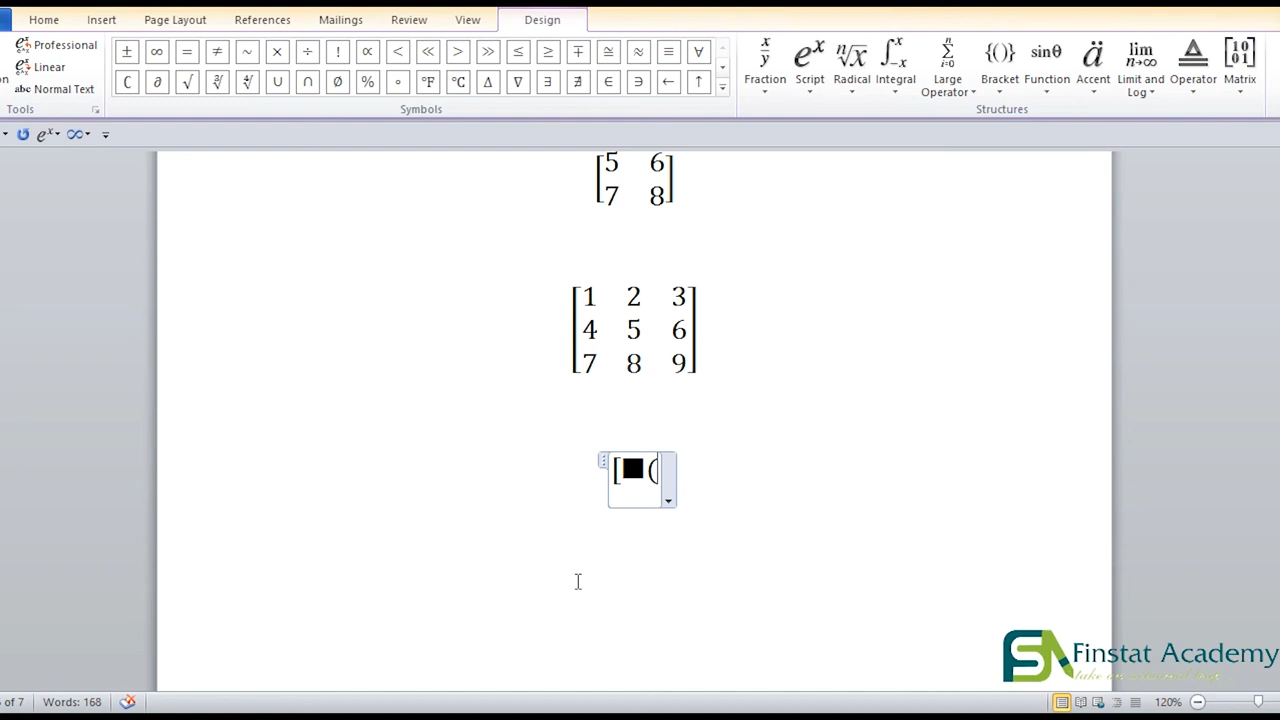 Home Insert Page Layout References Mailings Review View Design
Professional
Linear
abc Normal Text
± ∞ = ≠ ~ × ÷ ! ∝ < ≪ > ≫ ≤ ≥ ∓ ≅ ≈ ≡ ∀
∁ ∂ √ ∛ ∜ ∪ ∩ ∅ % ∘ °F °C ∆ ∇ ∃ ∄ ∈ ∋ ← ↑
Fraction Script Radical Integral Large Operator Bracket Function Accent Limit and Log Operator Matrix
Tools Symbols Structures
[5 6
7 8]
[1 2 3
4 5 6
7 8 9]
[■(
Finstat Academy
of 7 Words: 168 120%